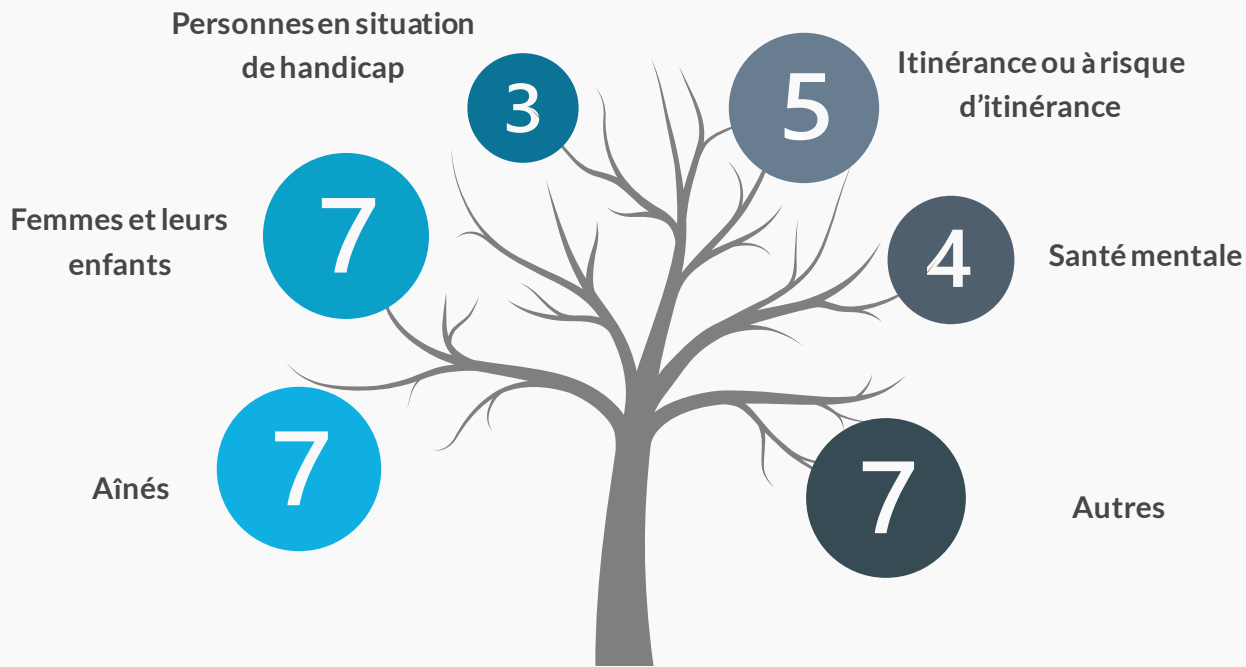 Personnes en situation
de handicap
3
5
Itinérance ou à risque
d'itinérance
Femmes et leurs
enfants
7
4
Santé mentale
Aînés
7
7
Autres